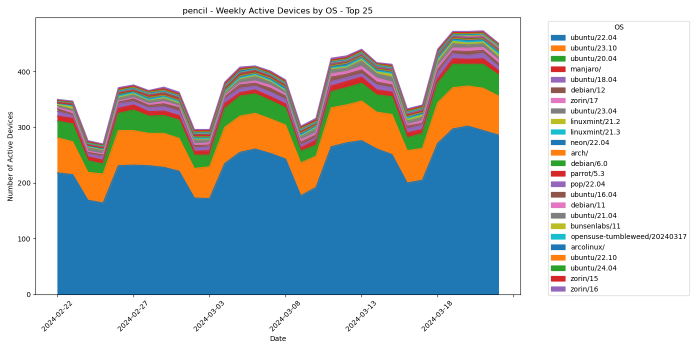 pencil - Weekly Active Devices by OS - Top 25
Number of Active Devices
400
300
200
100
0
2024-02-22
2024-02-27
2024-03-03
2024-03-08
2024-03-13
2024-03-18
Date
OS
ubuntu/22.04
ubuntu/23.10
ubuntu/20.04
manjaro/
ubuntu/18.04
debian/12
zorin/17
ubuntu/23.04
linuxmint/21.2
linuxmint/21.3
neon/22.04
arch/
debian/6.0
parrot/5.3
pop/22.04
ubuntu/16.04
debian/11
ubuntu/21.04
bunsenlabs/11
opensuse-tumbleweed/20240317
arcolinux/
ubuntu/22.10
ubuntu/24.04
zorin/15
zorin/16